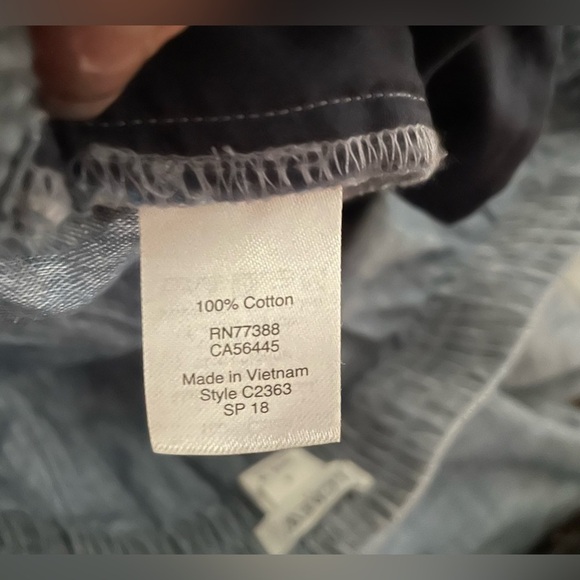 100% Cotton
RN77388
CA56445
Made in Vietnam
Style C2363
SP 18